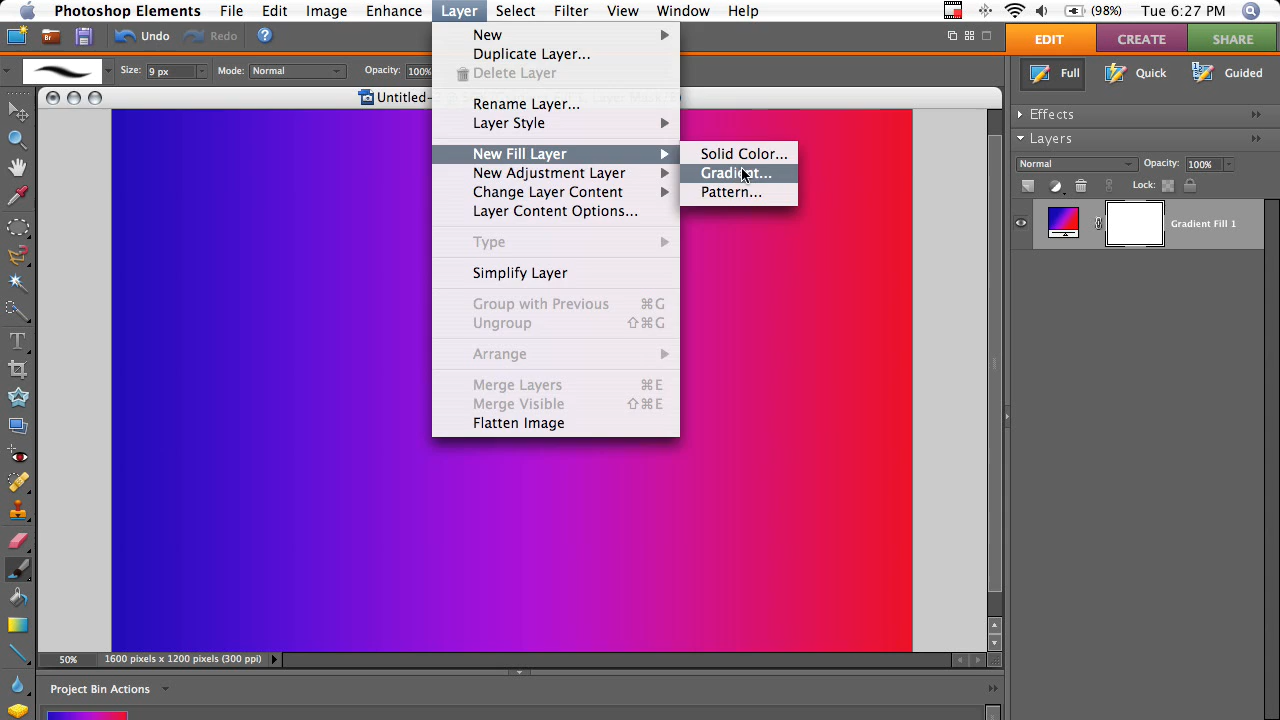 Photoshop Elements File Edit Image Enhance Layer Select Filter View Window Help (98%) Tue 6:27 PM
Undo Redo ? EDIT CREATE SHARE
Size: 9 px Mode: Normal Opacity: 100% Full Quick Guided
Untitled-
New
Duplicate Layer...
Delete Layer
Rename Layer...
Layer Style
New Fill Layer
New Adjustment Layer
Change Layer Content
Layer Content Options...
Type
Simplify Layer
Group with Previous ⌘G
Ungroup ⇧⌘G
Arrange
Merge Layers ⌘E
Merge Visible ⇧⌘E
Flatten Image
Solid Color...
Gradient...
Pattern...
Effects
Layers
Normal Opacity: 100%
Lock:
Gradient Fill 1
T
50% 1600 pixels x 1200 pixels (300 ppi)
Project Bin Actions